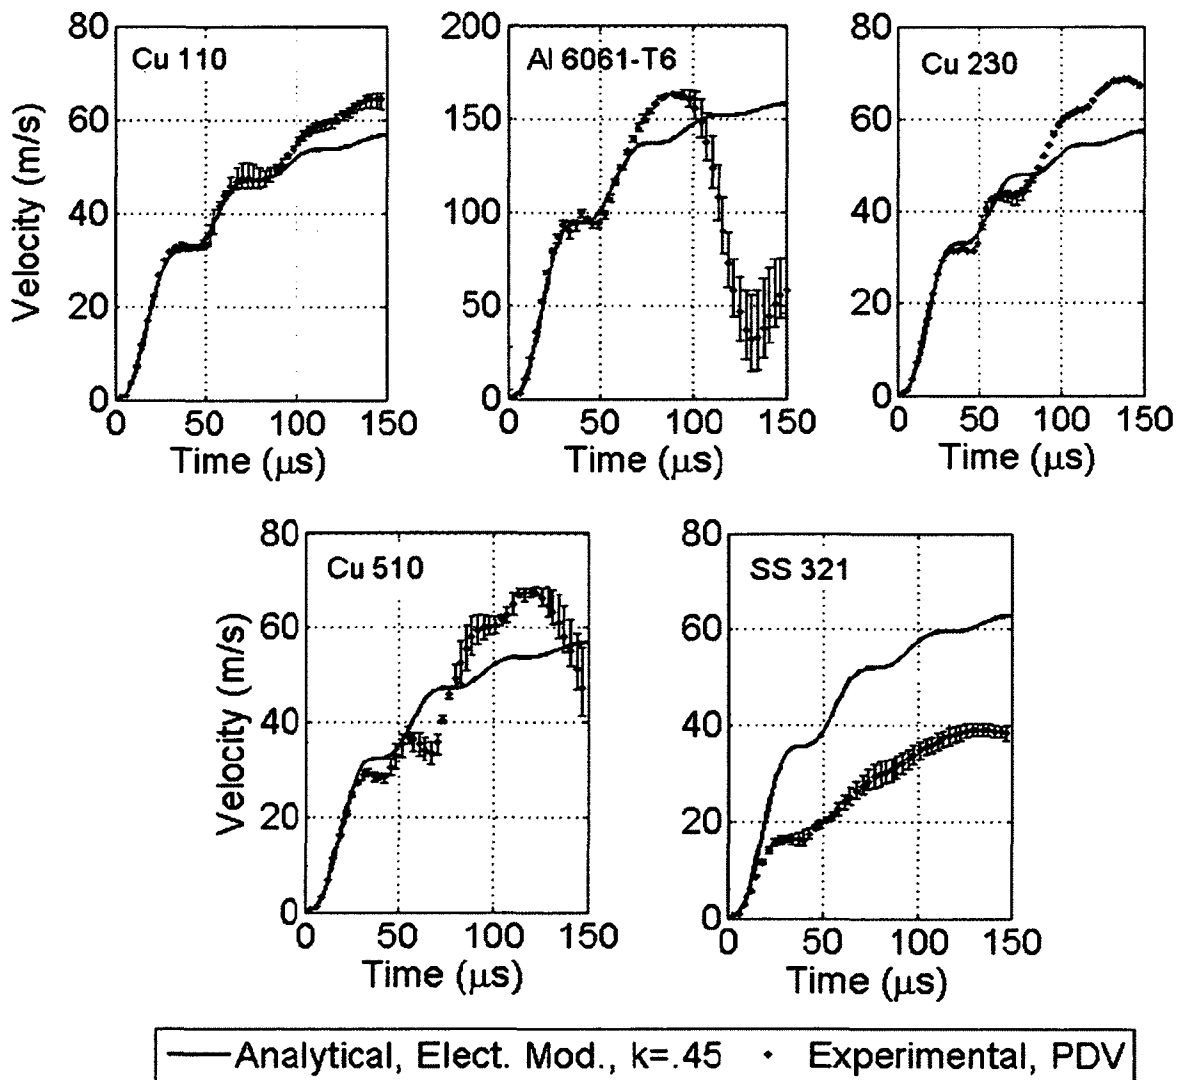 80
60
40
20
0
Velocity (m/s)
Cu 110
0 50 100 150
Time (μs)
200
150
100
50
0
Al 6061-T6
0 50 100 150
Time (μs)
80
60
40
20
0
Cu 230
0 50 100 150
Time (μs)
80
60
40
20
0
Velocity (m/s)
Cu 510
0 50 100 150
Time (μs)
80
60
40
20
0
SS 321
0 50 100 150
Time (μs)
Analytical, Elect. Mod., k=.45 Experimental, PDV